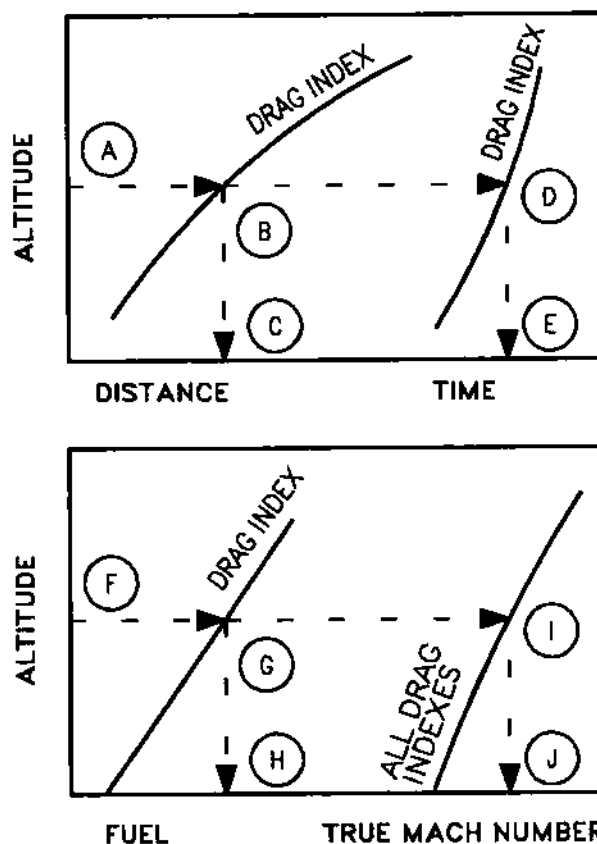 ALTITUDE
DRAG INDEX
DRAG INDEX
A
B
C
D
E
DISTANCE
TIME
ALTITUDE
DRAG INDEX
ALL DRAG
INDEXES
F
G
H
I
J
FUEL
TRUE MACH NUMBER